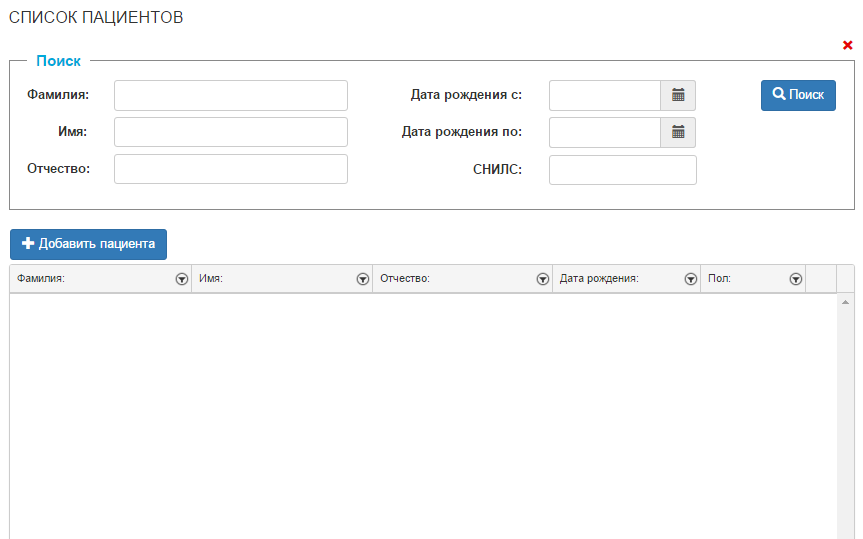 СПИСОК ПАЦИЕНТОВ
Поиск
Фамилия:
Дата рождения с:
Поиск
Имя:
Дата рождения по:
Отчество:
СНИЛС:
Добавить пациента
Фамилия: Имя: Отчество: Дата рождения: Пол: